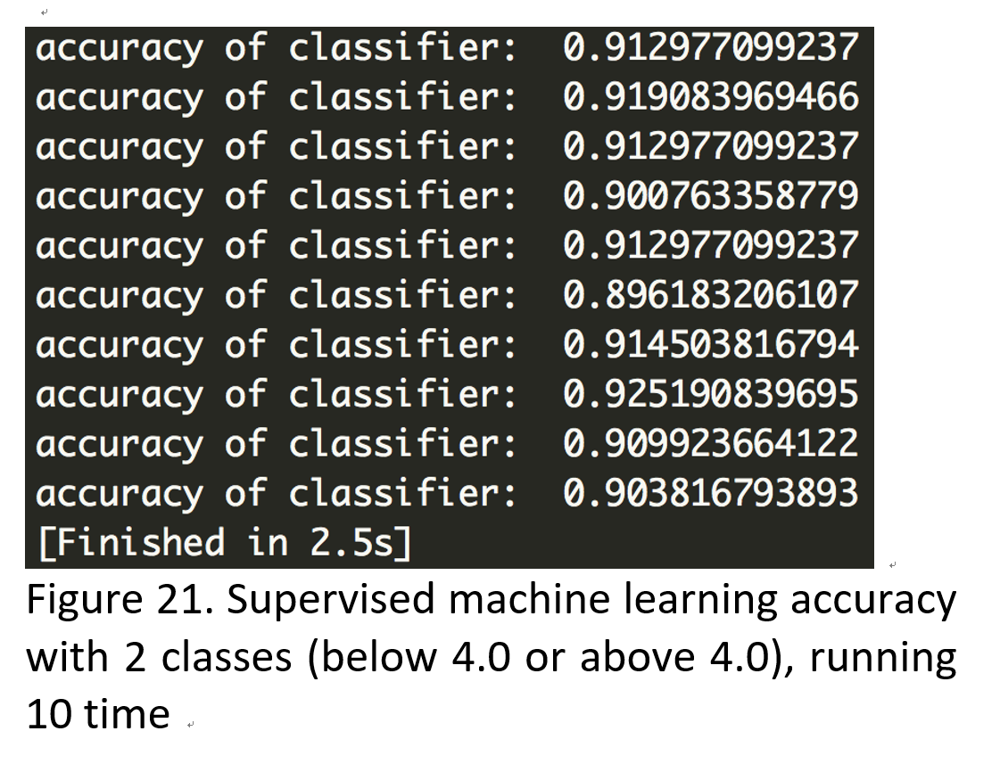 accuracy of classifier:  0.912977099237
accuracy of classifier:  0.919083969466
accuracy of classifier:  0.912977099237
accuracy of classifier:  0.900763358779
accuracy of classifier:  0.912977099237
accuracy of classifier:  0.896183206107
accuracy of classifier:  0.914503816794
accuracy of classifier:  0.925190839695
accuracy of classifier:  0.909923664122
accuracy of classifier:  0.903816793893
[Finished in 2.5s]
Figure 21. Supervised machine learning accuracy
with 2 classes (below 4.0 or above 4.0), running
10 time